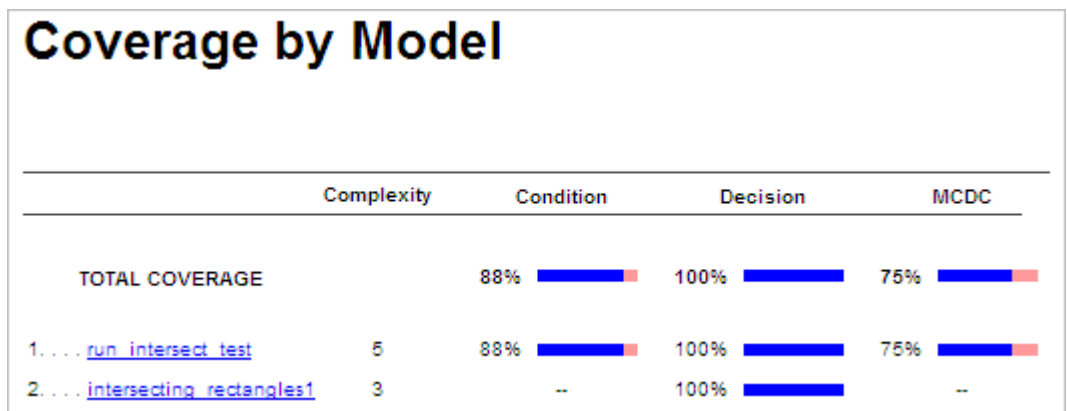 Coverage by Model
Complexity Condition Decision MCDC
TOTAL COVERAGE 88% 100% 75%
1. . . . run_intersect_test 5 88% 100% 75%
2. . . . intersecting_rectangles1 3 -- 100% --